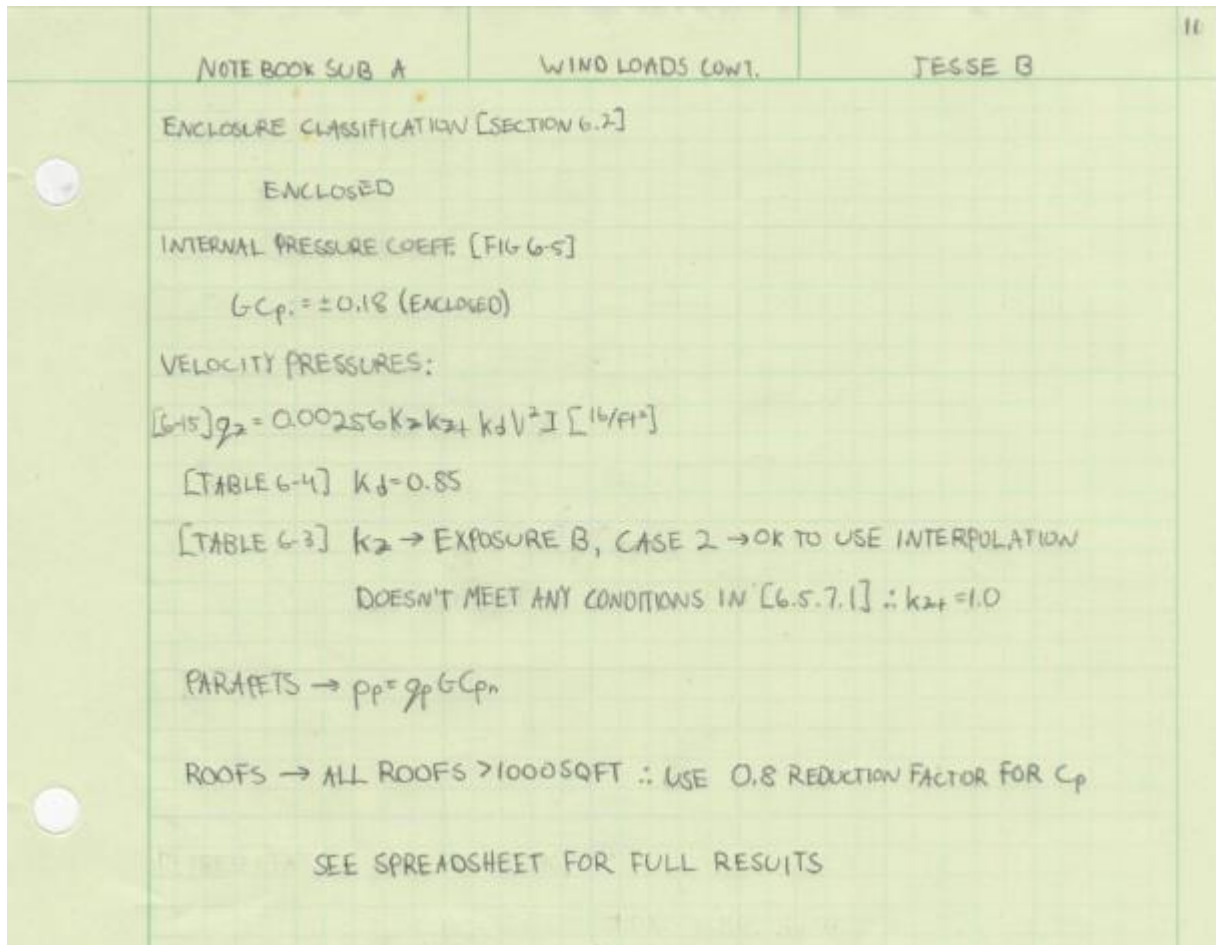 11
NOTEBOOK SUB A WIND LOADS CONT. JESSE B
ENCLOSURE CLASSIFICATION [SECTION 6.2]
ENCLOSED
INTERNAL PRESSURE COEFF. [FIG 6-5]
GCpi = ±0.18 (ENCLOSED)
VELOCITY PRESSURES:
[6-15] qz = 0.00256 Kz Kzt Kd V² I [lb/ft²]
[TABLE 6-4] Kd = 0.85
[TABLE 6-3] Kz → EXPOSURE B, CASE 2 → OK TO USE INTERPOLATION
DOESN'T MEET ANY CONDITIONS IN [6.5.7.1] ∴ Kzt = 1.0
PARAPETS → Pp = qp GCpn
ROOFS → ALL ROOFS > 1000 SQFT ∴ USE 0.8 REDUCTION FACTOR FOR Cp
SEE SPREADSHEET FOR FULL RESULTS